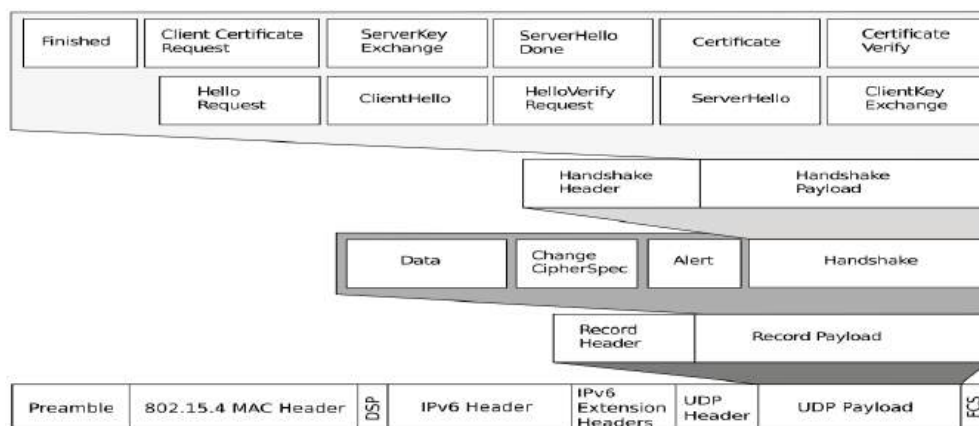 Finished
Client Certificate
Request
ServerKey
Exchange
ServerHello
Done
Certificate
Certificate
Verify
Hello
Request
ClientHello
HelloVerify
Request
ServerHello
ClientKey
Exchange
Handshake
Header
Handshake
Payload
Data
Change
CipherSpec
Alert
Handshake
Record
Header
Record Payload
Preamble
802.15.4 MAC Header
DSP
IPv6 Header
IPv6
Extension
Headers
UDP
Header
UDP Payload
FCS